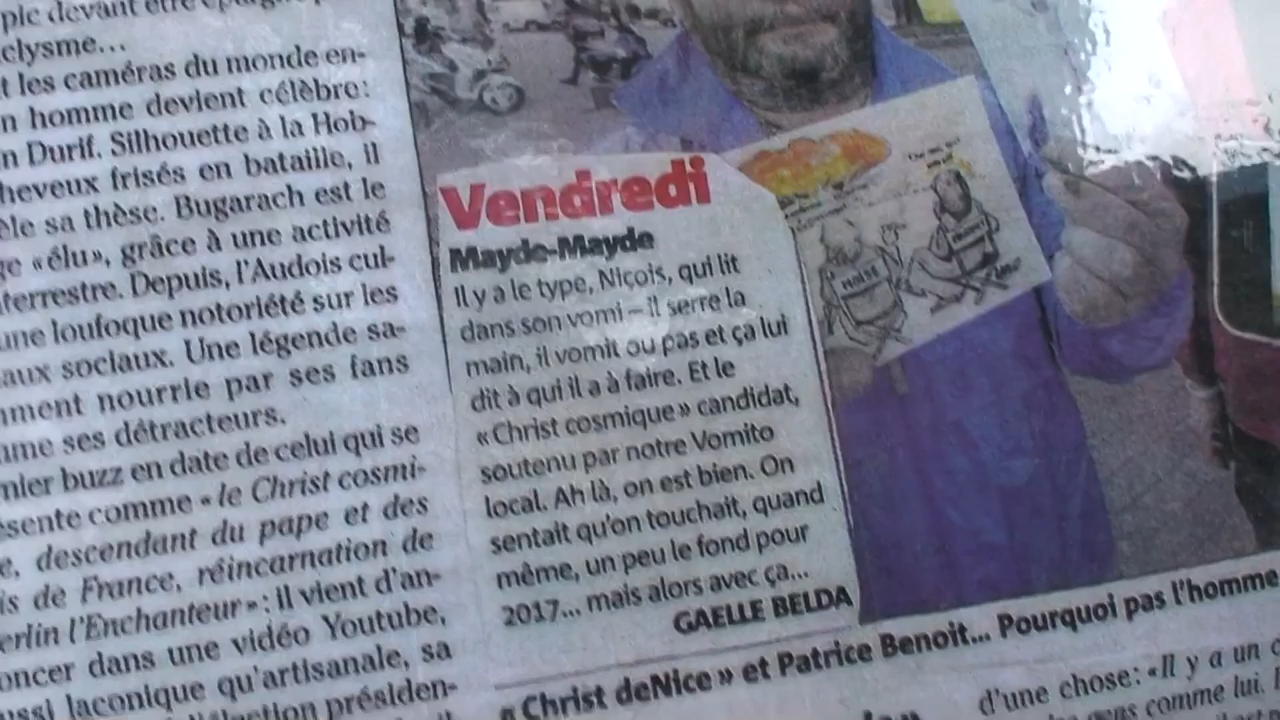 clysme...
t les caméras du monde en-
n homme devient célèbre:
n Durif. Silhouette à la Hob-
heveux frisés en bataille, il
èle sa thèse. Bugarach est le
ge «élu», grâce à une activité
terrestre. Depuis, l'Audois cul-
une loufoque notoriété sur les
aux sociaux. Une légende sa-
mment nourrie par ses fans
me ses détracteurs.
nier buzz en date de celui qui se
ésente comme «le Christ cosmi-
e, descendant du pape et des
is de France, réincarnation de
erlin l'Enchanteur»: il vient d'an-
oncer dans une vidéo Youtube,
ussi laconique qu'artisanale, sa
présiden-
Vendredi
Mayde-Mayde
Il y a le type, Niçois, qui lit
dans son vomi – il serre la
main, il vomit ou pas et ça lui
dit à qui il a à faire. Et le
« Christ cosmique » candidat,
soutenu par notre Vomito
local. Ah là, on est bien. On
sentait qu'on touchait, quand
même, un peu le fond pour
2017... mais alors avec ça...
GAELLE BELDA
« Christ deNice » et Patrice Benoit... Pourquoi pas l'homme
d'une chose: «Il y a un
comme lui.